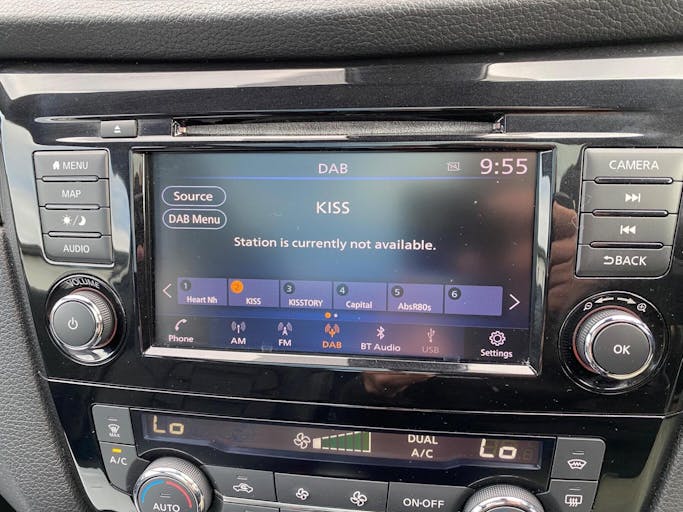 MENU
MAP
AUDIO
VOLUME
DAB
9:55
Source
DAB Menu
KISS
Station is currently not available.
1
Heart Nh
2
KISS
3
KISSTORY
4
Capital
5
AbsR80s
6
Phone
AM
FM
DAB
BT Audio
USB
Settings
CAMERA
BACK
OK
MAX
A/C
Lo
DUAL
A/C
Lo
AUTO
ON·OFF